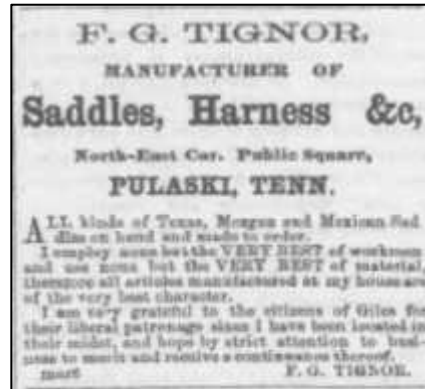 F. G. TIGNOR,
MANUFACTURER OF
Saddles, Harness &c,
North-East Cor. Public Square,
PULASKI, TENN.
ALL kinds of Texas, Morgan and Mexican Sad
dles on hand and made to order.
I employ none but the VERY BEST of workmen
and use none but the VERY BEST of material,
therefore all articles manufactured at my house are
of the very best character.
I am very grateful to the citizens of Giles for
their liberal patronage since I have been located in
their midst, and hope by strict attention to busi-
ness to merit and receive a continuance thereof.
F. G. TIGNOR.